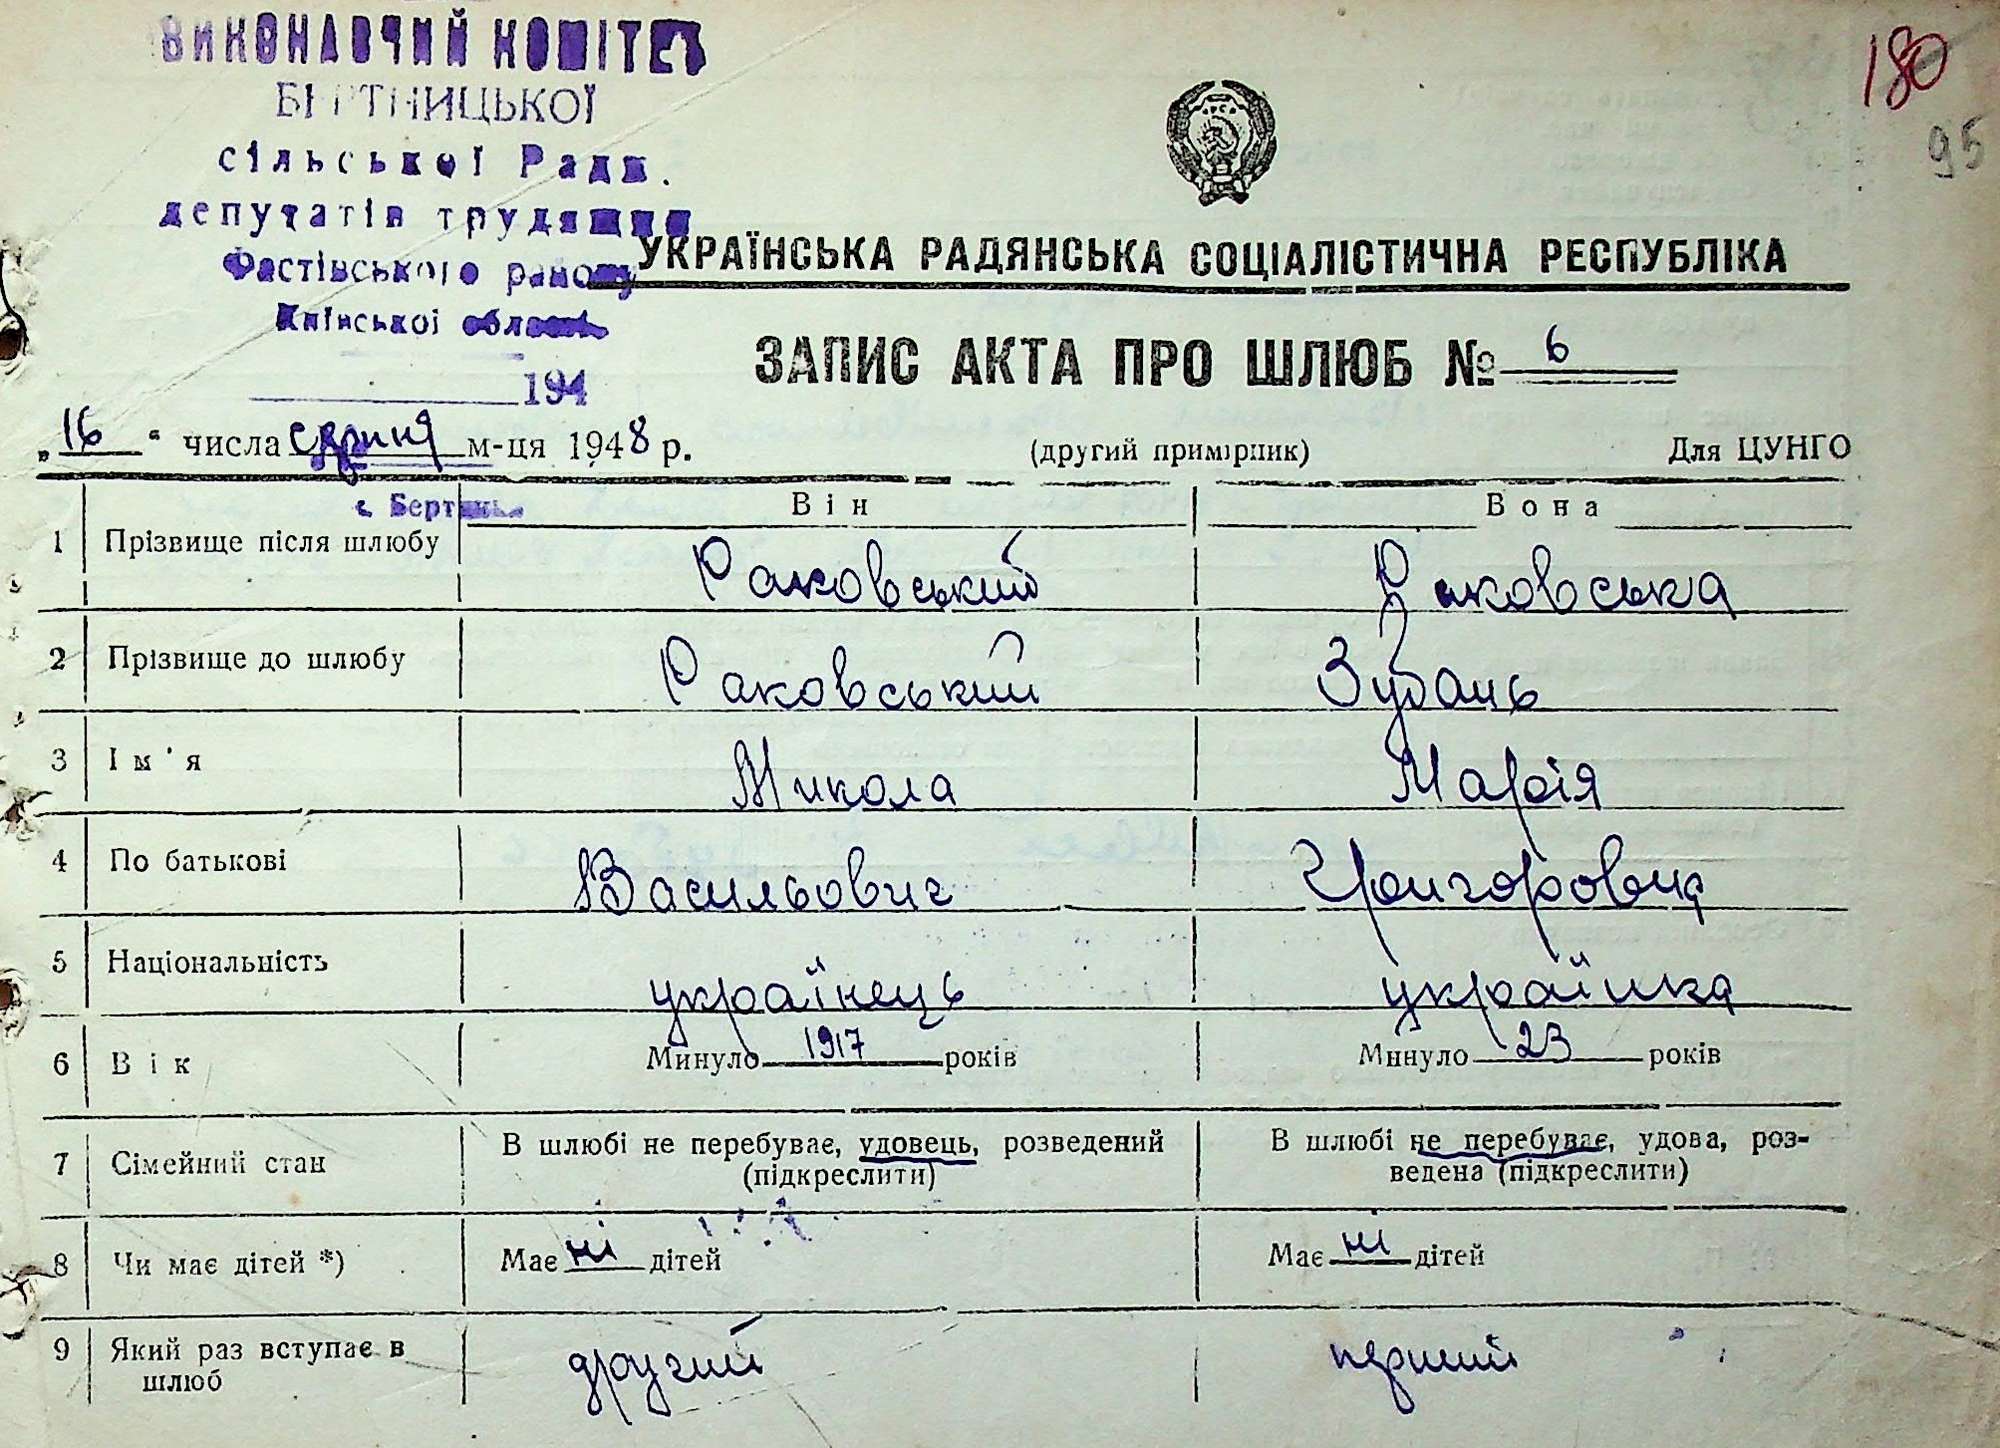 ВИКОНАВЧИЙ КОМІТЕТ
БЕРТНИЦЬКОЇ
сільської Ради
депутатів трудящих
Фастівського району
Київської області
194
180
95
УКРАЇНСЬКА РАДЯНСЬКА СОЦІАЛІСТИЧНА РЕСПУБЛІКА
ЗАПИС АКТА ПРО ШЛЮБ № 6
„16“ числа серпня м-ця 1948 р. (другий примірник) Для ЦУНГО
с. Бертник
Він Вона
1 Прізвище після шлюбу Раковський Раковська
2 Прізвище до шлюбу Раковський Зубань
3 Ім'я Микола Марія
4 По батькові Васильович Григоровна
5 Національність українець українка
6 Вік Минуло 1917 років Минуло 23 років
7 Сімейний стан В шлюбі не перебуває, удовець, розведений (підкреслити) В шлюбі не перебуває, удова, роз-
ведена (підкреслити)
8 Чи має дітей *) Має ні дітей Має ні дітей
9 Який раз вступає в шлюб другий перший